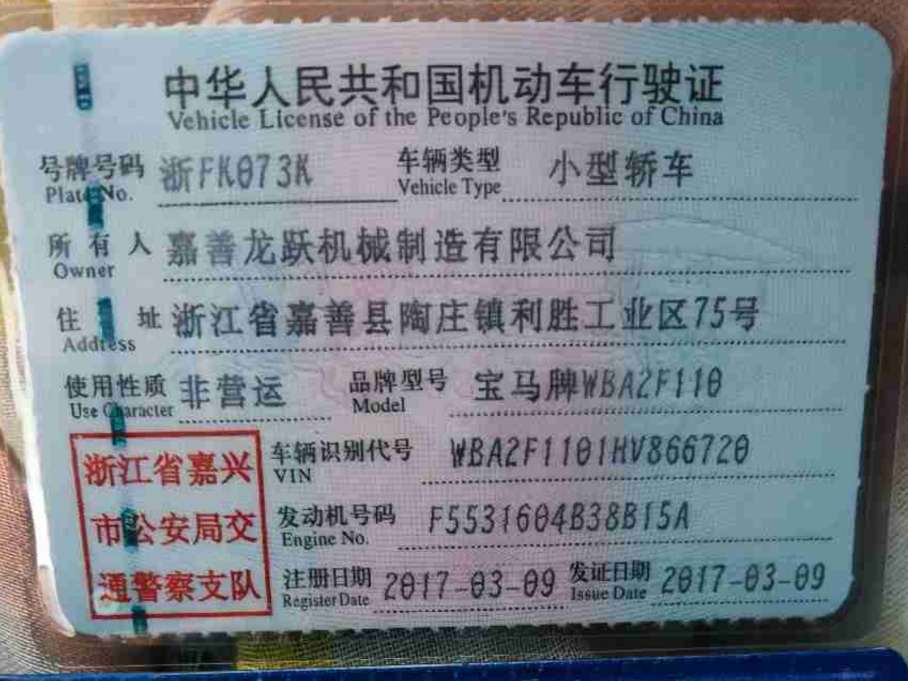 中华人民共和国机动车行驶证
Vehicle License of the People's Republic of China
号牌号码 浙FK073K 车辆类型 小型轿车
Plate No. Vehicle Type
所有人 嘉善龙跃机械制造有限公司
Owner
住址 浙江省嘉善县陶庄镇利胜工业区75号
Address
使用性质 非营运 品牌型号 宝马牌WBA2F110
Use Character Model
浙江省嘉兴
市公安局交
通警察支队
车辆识别代号 WBA2F1101HV866720
VIN
发动机号码 F5531604B38B15A
Engine No.
注册日期 2017-03-09 发证日期 2017-03-09
Register Date Issue Date